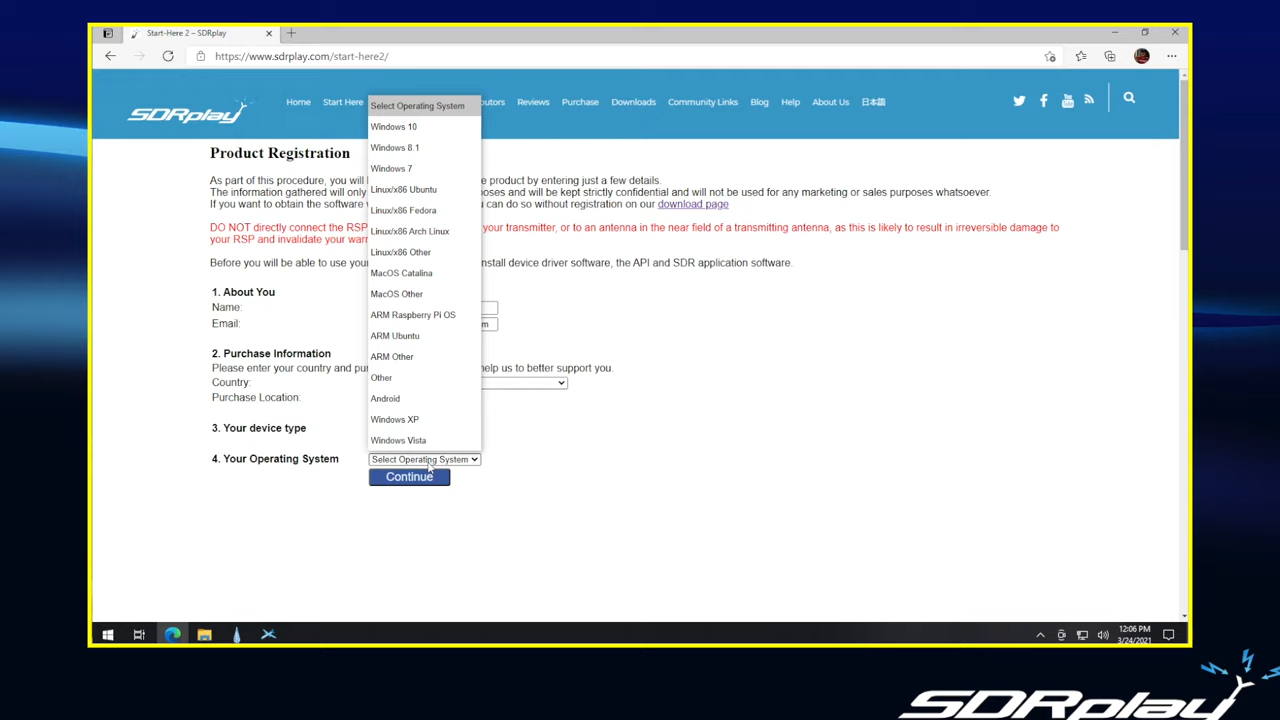 Start-Here 2 – SDRplay
https://www.sdrplay.com/start-here2/
SDRplay
Home Start Here utors Reviews Purchase Downloads Community Links Blog Help About Us 日本語
Select Operating System
Windows 10
Windows 8.1
Windows 7
Linux/x86 Ubuntu
Linux/x86 Fedora
Linux/x86 Arch Linux
Linux/x86 Other
MacOS Catalina
MacOS Other
ARM Raspberry Pi OS
ARM Ubuntu
ARM Other
Other
Android
Windows XP
Windows Vista
Product Registration
As part of this procedure, you will e product by entering just a few details.
The information gathered will only poses and will be kept strictly confidential and will not be used for any marketing or sales purposes whatsoever.
If you want to obtain the software can do so without registration on our download page
DO NOT directly connect the RSP your transmitter, or to an antenna in the near field of a transmitting antenna, as this is likely to result in irreversible damage to
your RSP and invalidate your warr
Before you will be able to use your nstall device driver software, the API and SDR application software.
1. About You
Name:
Email: m
2. Purchase Information
Please enter your country and pur help us to better support you.
Country:
Purchase Location:
3. Your device type
4. Your Operating System Select Operating System
Continue
12:06 PM
3/24/2021
SDRplay